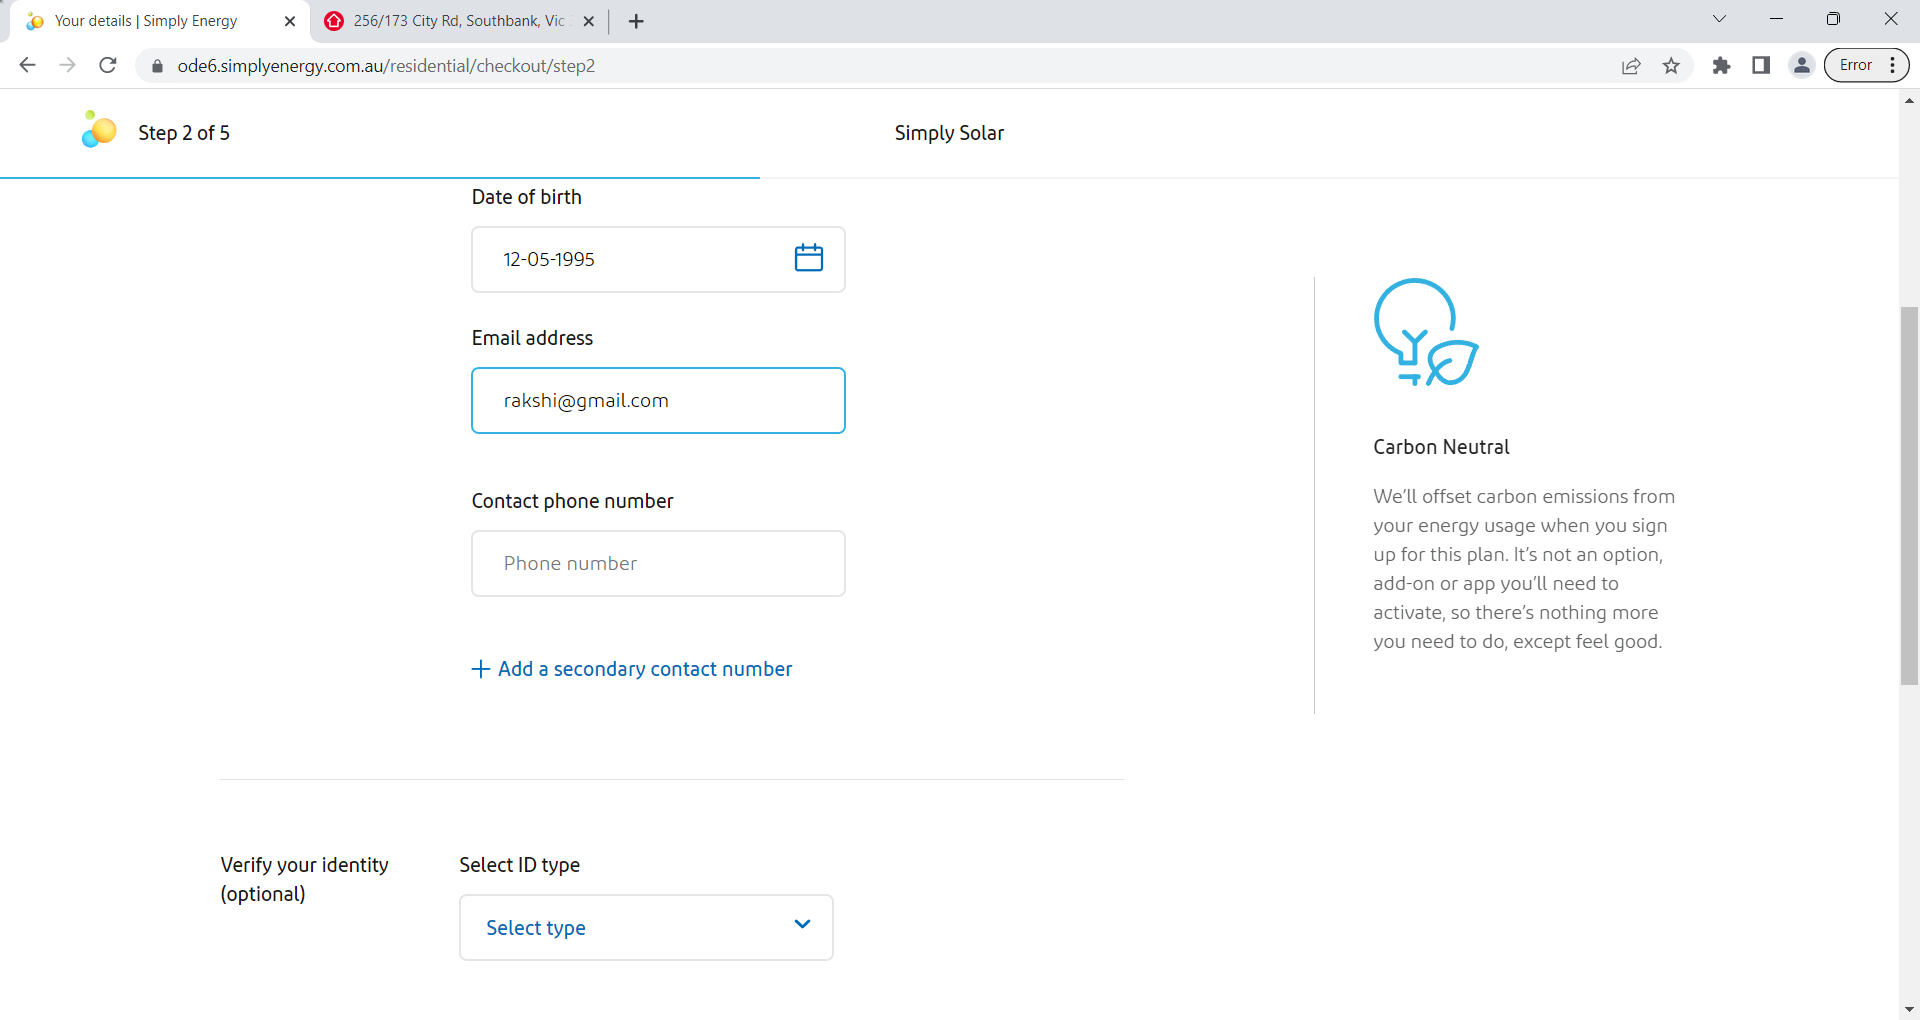 Your details | Simply Energy
256/173 City Rd, Southbank, Vic
ode6.simplyenergy.com.au/residential/checkout/step2
Error
Step 2 of 5
Simply Solar
Date of birth
12-05-1995
Email address
rakshi@gmail.com
Contact phone number
Phone number
+ Add a secondary contact number
Carbon Neutral
We'll offset carbon emissions from
your energy usage when you sign
up for this plan. It's not an option,
add-on or app you'll need to
activate, so there's nothing more
you need to do, except feel good.
Verify your identity
(optional)
Select ID type
Select type